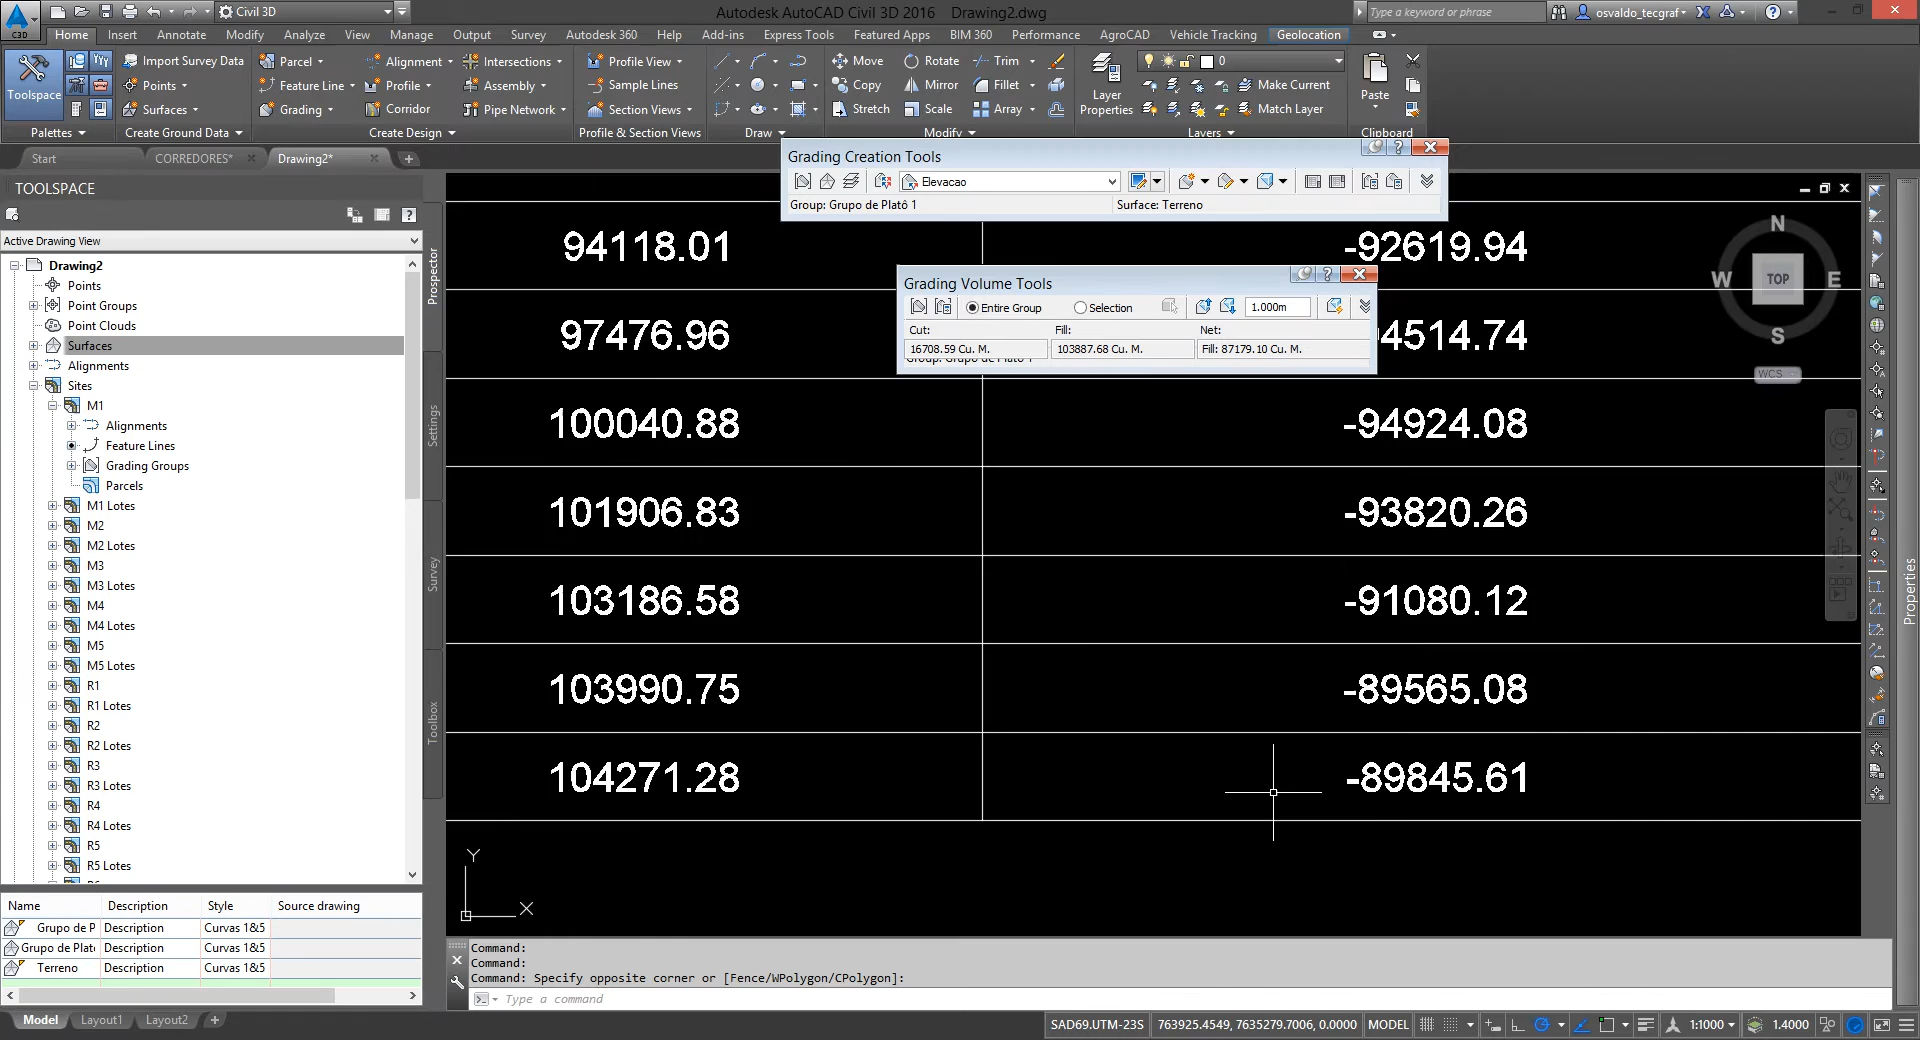 C3D
Civil 3D
Autodesk AutoCAD Civil 3D 2016 Drawing2.dwg
Type a keyword or phrase
osvaldo_tecgraf
Home Insert Annotate Modify Analyze View Manage Output Survey Autodesk 360 Help Add-ins Express Tools Featured Apps BIM 360 Performance AgroCAD Vehicle Tracking Geolocation
Toolspace
Import Survey Data
Points
Surfaces
Parcel
Feature Line
Grading
Alignment
Profile
Corridor
Intersections
Assembly
Pipe Network
Profile View
Sample Lines
Section Views
Move Rotate Trim
Copy Mirror Fillet
Stretch Scale Array
Layer
Properties
0
Make Current
Match Layer
Paste
Palettes
Create Ground Data
Create Design
Profile & Section Views
Draw
Modify
Layers
Clipboard
Start
CORREDORES*
Drawing2*
Grading Creation Tools
Elevacao
Group: Grupo de Platô 1
Surface: Terreno
TOOLSPACE
Active Drawing View
Drawing2
Points
Point Groups
Point Clouds
Surfaces
Alignments
Sites
M1
Alignments
Feature Lines
Grading Groups
Parcels
M1 Lotes
M2
M2 Lotes
M3
M3 Lotes
M4
M4 Lotes
M5
M5 Lotes
R1
R1 Lotes
R2
R2 Lotes
R3
R3 Lotes
R4
R4 Lotes
R5
R5 Lotes
Prospector
Settings
Survey
Toolbox
Name Description Style Source drawing
Grupo de P Description Curvas 1&5
Grupo de Plat Description Curvas 1&5
Terreno Description Curvas 1&5
94118.01 -92619.94
Grading Volume Tools
Entire Group
Selection
1.000m
Cut: Fill: Net:
16708.59 Cu. M. 103887.68 Cu. M. Fill: 87179.10 Cu. M.
Group: Grupo de Platô 1
97476.96 4514.74
100040.88 -94924.08
101906.83 -93820.26
103186.58 -91080.12
103990.75 -89565.08
104271.28 -89845.61
N
W TOP E
S
WCS
Properties
Y
X
Command:
Command:
Command: Specify opposite corner or [Fence/WPolygon/CPolygon]:
Type a command
Model Layout1 Layout2
SAD69.UTM-23S 763925.4549, 7635279.7006, 0.0000 MODEL 1:1000 1.4000